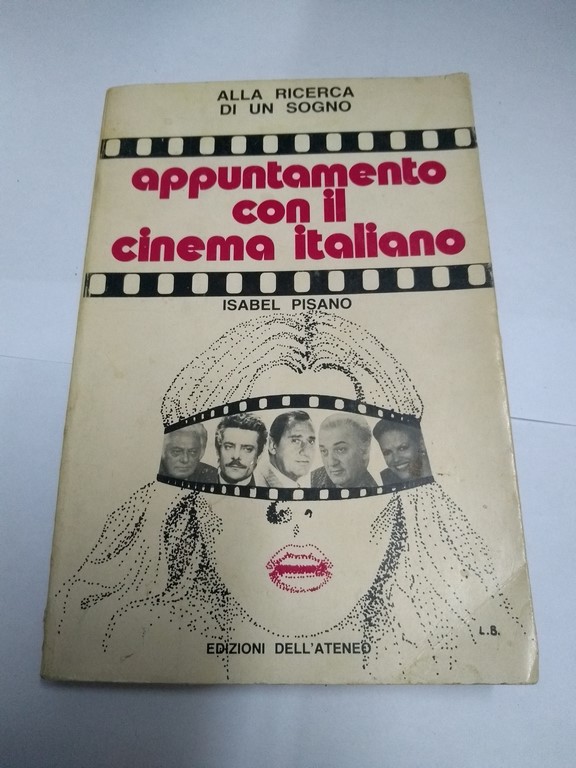 ALLA RICERCA
DI UN SOGNO
appuntamento
con il
cinema italiano
ISABEL PISANO
L.B.
EDIZIONI DELL'ATENEO